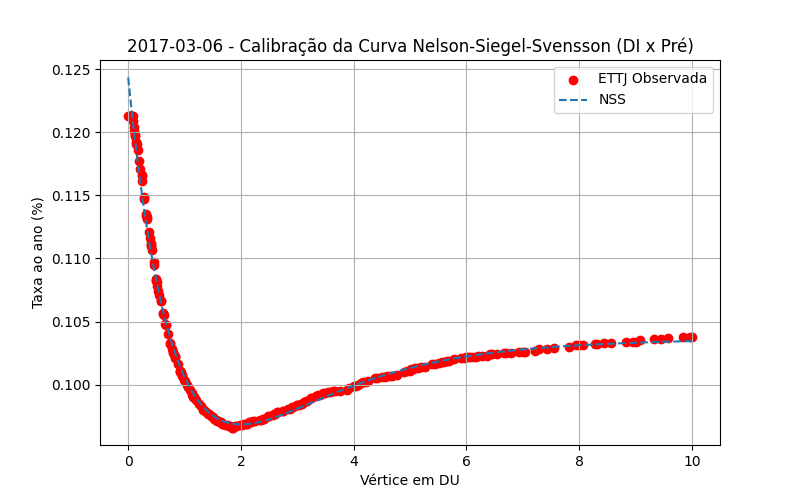 2017-03-06 - Calibração da Curva Nelson-Siegel-Svensson (DI x Pré)
ETTJ Observada
NSS
Taxa ao ano (%)
0.125
0.120
0.115
0.110
0.105
0.100
0 2 4 6 8 10
Vértice em DU